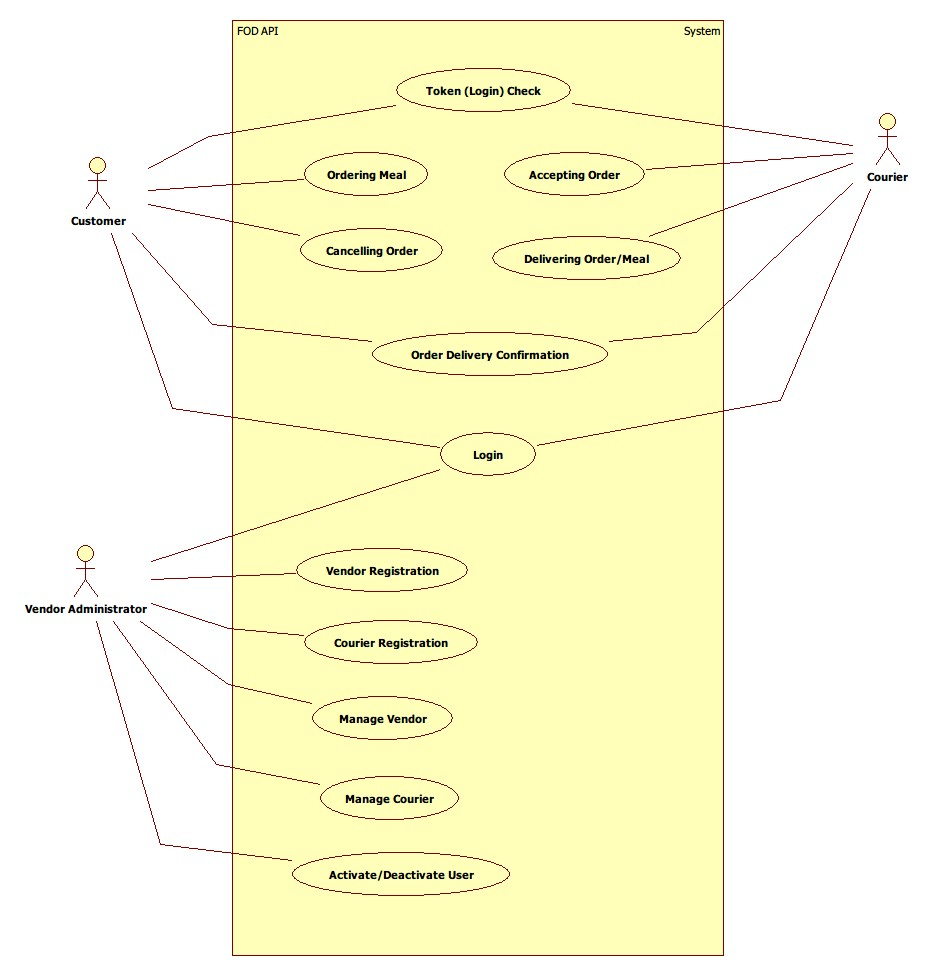 FOD API
System
Token (Login) Check
Ordering Meal
Accepting Order
Courier
Customer
Cancelling Order
Delivering Order/Meal
Order Delivery Confirmation
Login
Vendor Registration
Vendor Administrator
Courier Registration
Manage Vendor
Manage Courier
Activate/Deactivate User